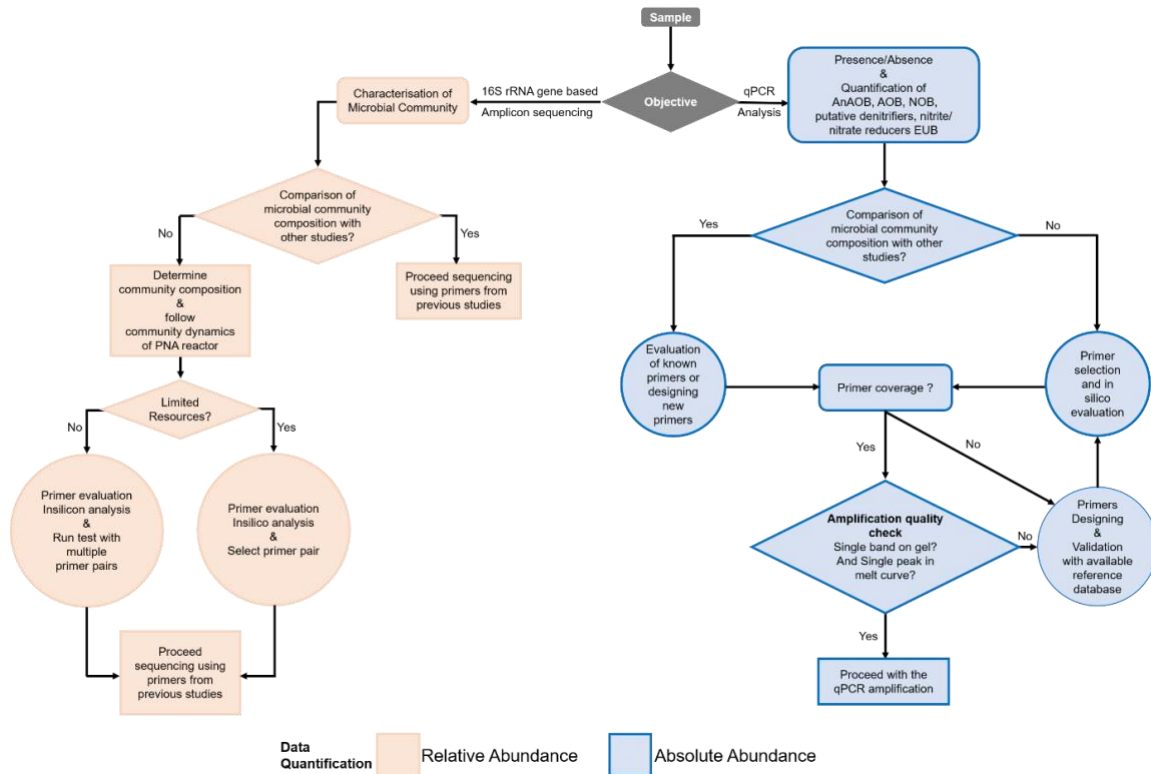 Sample
Objective
16S rRNA gene based
Amplicon sequencing
qPCR
Analysis
Characterisation of
Microbial Community
Presence/Absence
&
Quantification of
AnAOB, AOB, NOB,
putative denitrifiers, nitrite/
nitrate reducers EUB
Comparison of
microbial community
composition with
other studies?
No
Yes
Determine
community composition
&
follow
community dynamics
of PNA reactor
Proceed sequencing
using primers from
previous studies
Limited
Resources?
No
Yes
Primer evaluation
Insilicon analysis
&
Run test with
multiple
primer pairs
Primer evaluation
Insilico analysis
&
Select primer pair
Proceed
sequencing using
primers from
previous studies
Comparison of
microbial community
composition with other
studies?
Yes
No
Evaluation
of known
primers or
designing
new
primers
Primer coverage ?
Primer
selection and in
silico
evaluation
Yes
No
Amplification quality
check
Single band on gel?
And Single peak in
melt curve?
No
Primers
Designing
&
Validation
with available
reference
database
Yes
Proceed with the
qPCR amplification
Data
Quantification
Relative Abundance
Absolute Abundance